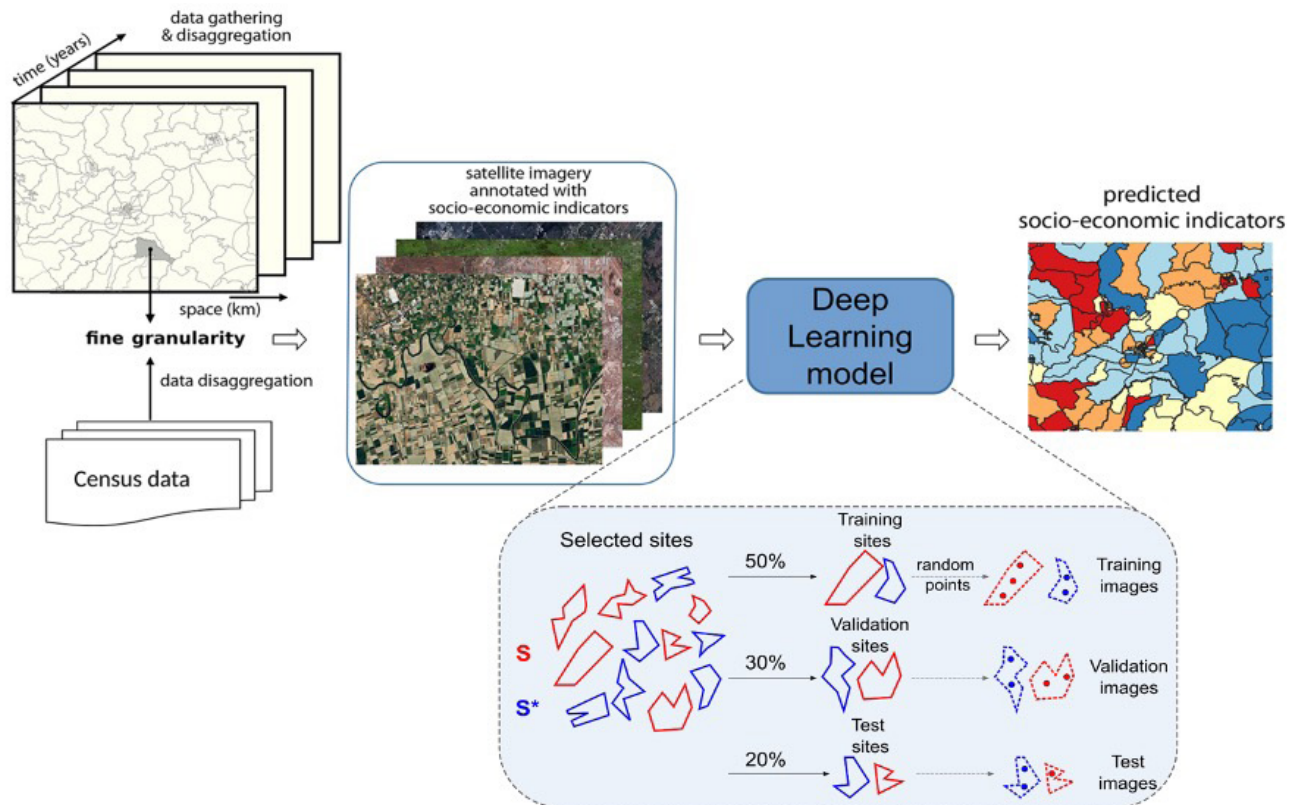 data gathering
& disaggregation
time (years)
space (km)
fine granularity
data disaggregation
Census data
satellite imagery
annotated with
socio-economic indicators
Deep
Learning
model
predicted
socio-economic indicators
Selected sites
S
S*
50%
Training
sites
random
points
Training
images
30%
Validation
sites
Validation
images
20%
Test
sites
Test
images